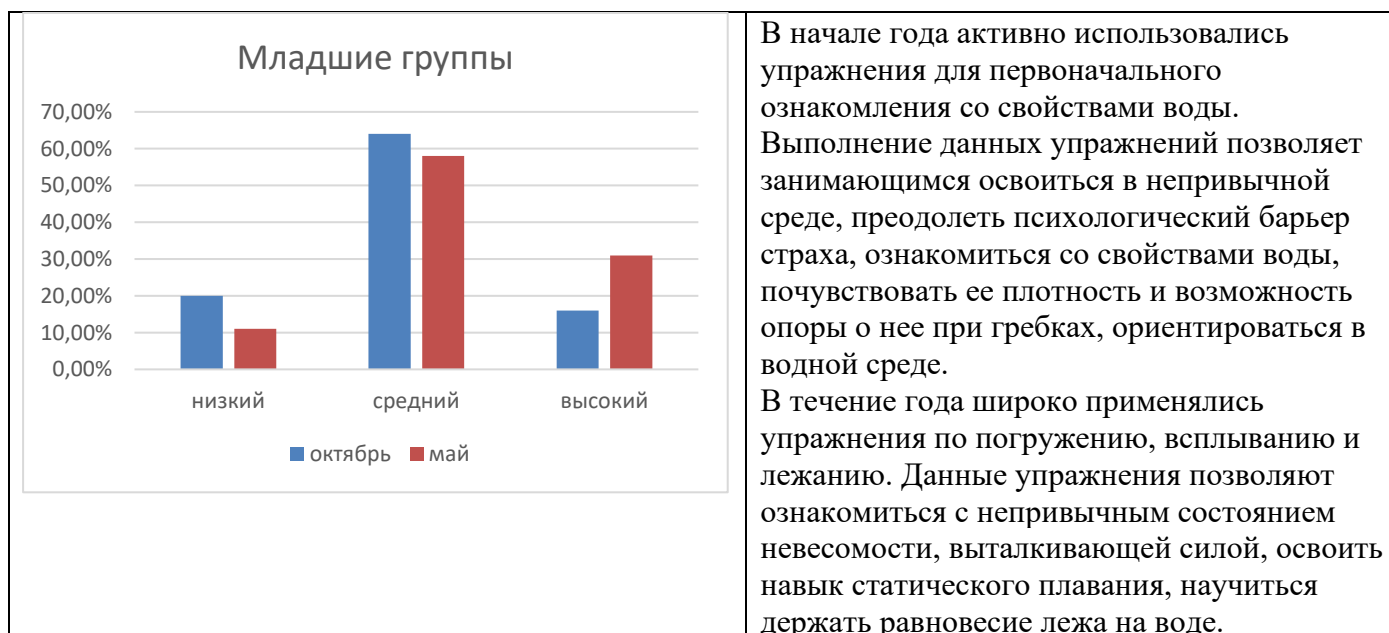 Младшие группы
70,00%
60,00%
50,00%
40,00%
30,00%
20,00%
10,00%
0,00%
низкий средний высокий
октябрь май
В начале года активно использовались
упражнения для первоначального
ознакомления со свойствами воды.
Выполнение данных упражнений позволяет
занимающимся освоиться в непривычной
среде, преодолеть психологический барьер
страха, ознакомиться со свойствами воды,
почувствовать ее плотность и возможность
опоры о нее при гребках, ориентироваться в
водной среде.
В течение года широко применялись
упражнения по погружению, всплыванию и
лежанию. Данные упражнения позволяют
ознакомиться с непривычным состоянием
невесомости, выталкивающей силой, освоить
навык статического плавания, научиться
держать равновесие лежа на воде.